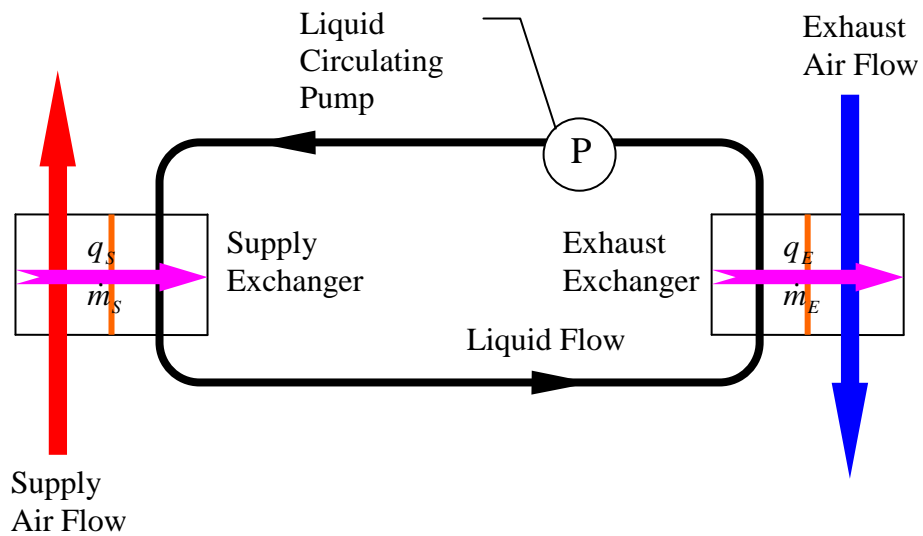 Liquid
Circulating
Pump
Exhaust
Air Flow
P
q_S
ṁ_S
Supply
Exchanger
Exhaust
Exchanger
q_E
ṁ_E
Liquid Flow
Supply
Air Flow